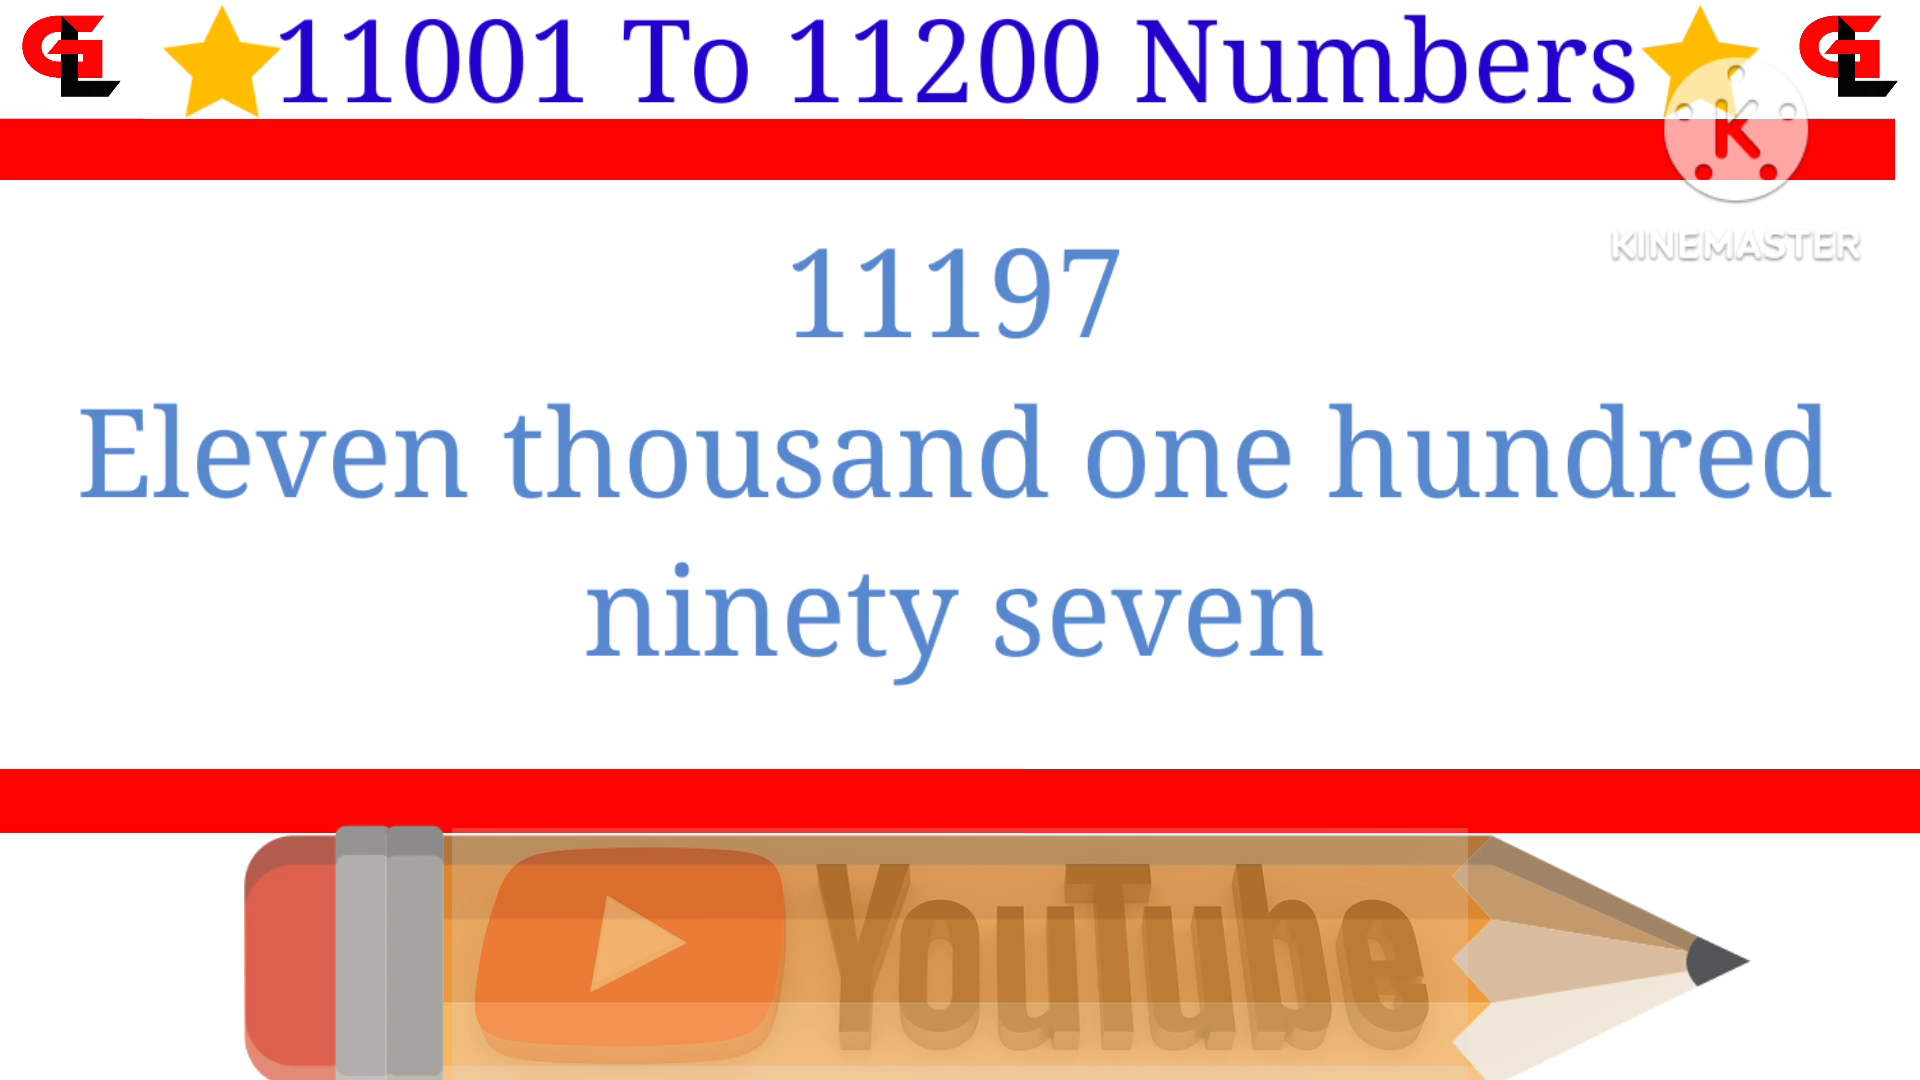 11001 To 11200 Numbers
K
KINEMASTER
11197
Eleven thousand one hundred
ninety seven
YouTube